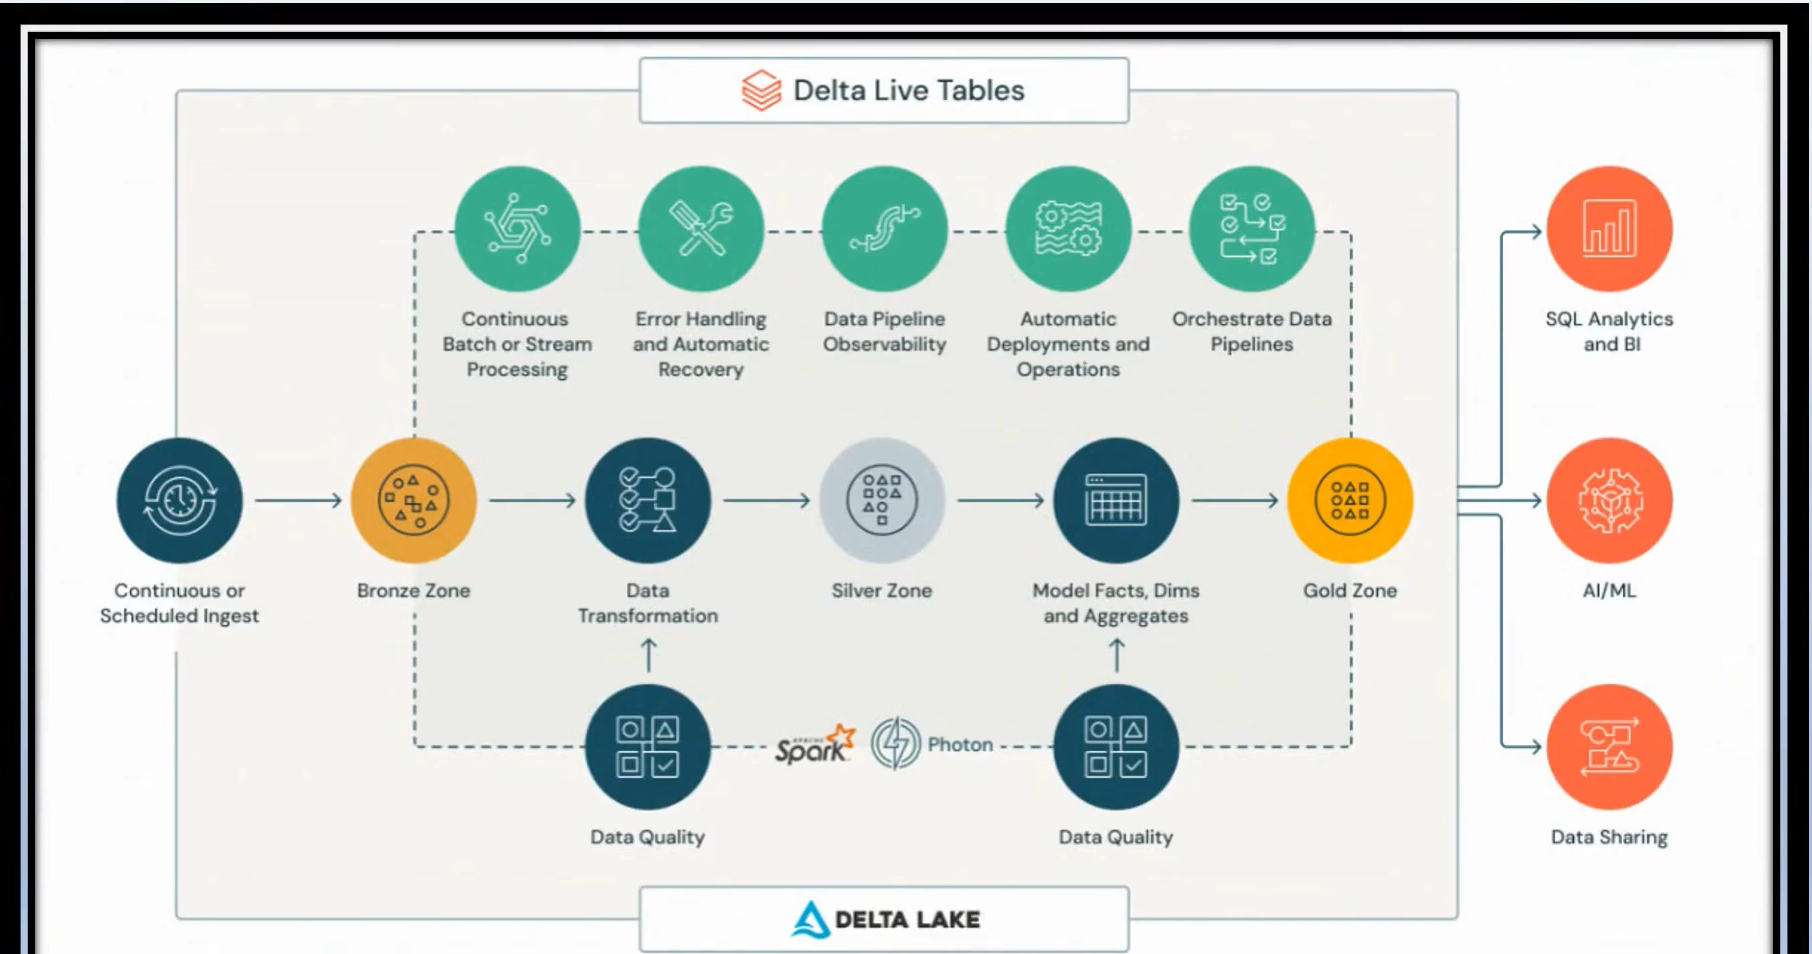 Delta Live Tables
Continuous
Batch or Stream
Processing
Error Handling
and Automatic
Recovery
Data Pipeline
Observability
Automatic
Deployments and
Operations
Orchestrate Data
Pipelines
SQL Analytics
and BI
Continuous or
Scheduled Ingest
Bronze Zone
Data
Transformation
Silver Zone
Model Facts, Dims
and Aggregates
Gold Zone
AI/ML
APACHE
Spark
Photon
Data Quality
Data Quality
Data Sharing
DELTA LAKE